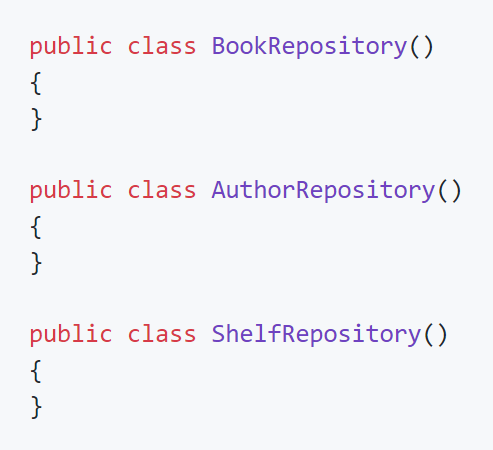 public class BookRepository()
{
}
public class AuthorRepository()
{
}
public class ShelfRepository()
{
}